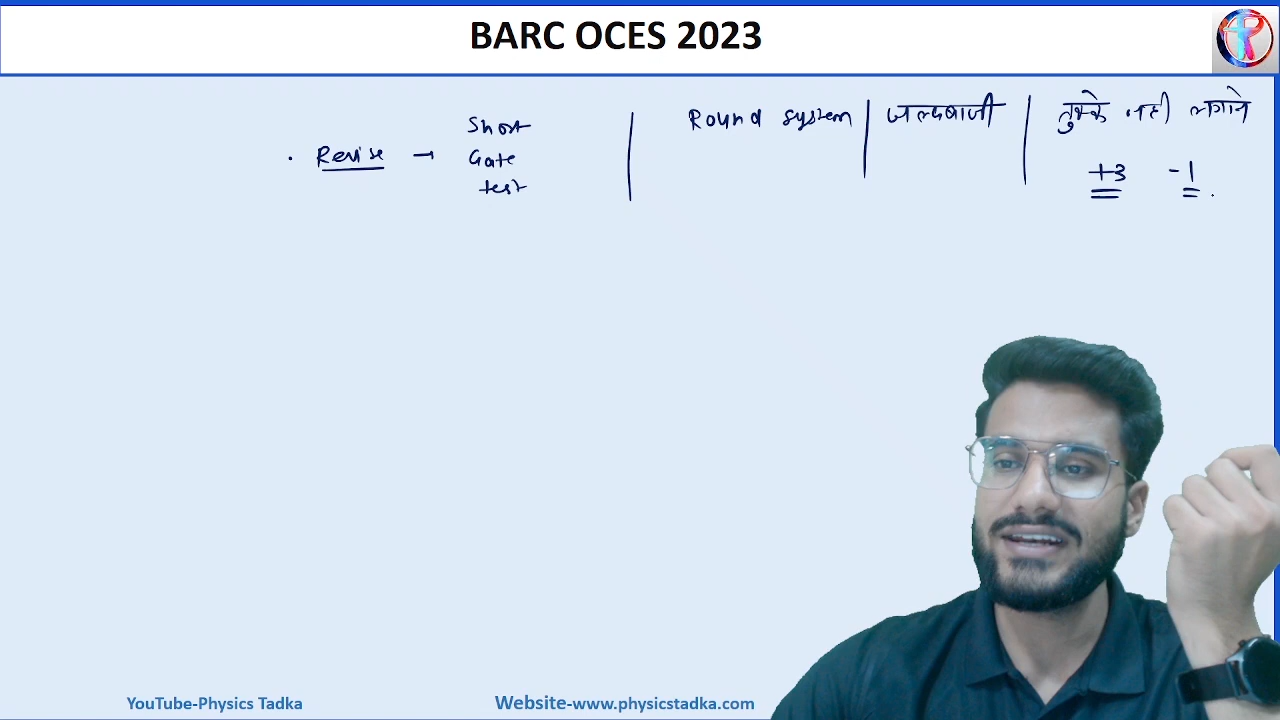 BARC OCES 2023
. Revise → Short
Gate
test
Round system
जल्दबाजी
तुक्के नही लगाने
+3 -1
YouTube-Physics Tadka
Website-www.physicstadka.com